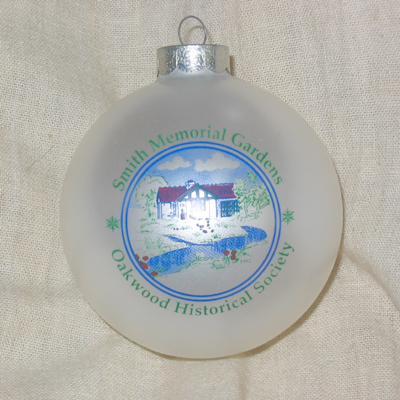 Smith Memorial Gardens
Oakwood Historical Society